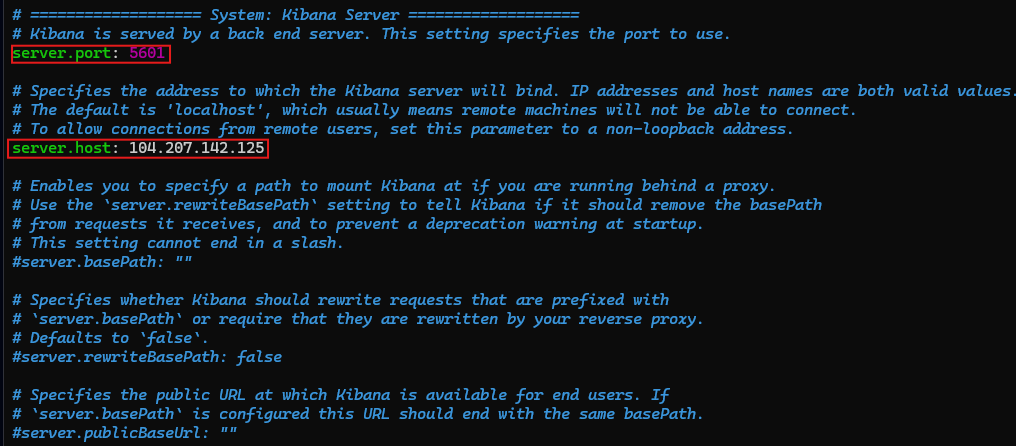 # =================== System: Kibana Server ===================
# Kibana is served by a back end server. This setting specifies the port to use.
server.port: 5601
# Specifies the address to which the Kibana server will bind. IP addresses and host names are both valid values.
# The default is 'localhost', which usually means remote machines will not be able to connect.
# To allow connections from remote users, set this parameter to a non-loopback address.
server.host: 104.207.142.125
# Enables you to specify a path to mount Kibana at if you are running behind a proxy.
# Use the `server.rewriteBasePath` setting to tell Kibana if it should remove the basePath
# from requests it receives, and to prevent a deprecation warning at startup.
# This setting cannot end in a slash.
#server.basePath: ""
# Specifies whether Kibana should rewrite requests that are prefixed with
# `server.basePath` or require that they are rewritten by your reverse proxy.
# Defaults to `false`.
#server.rewriteBasePath: false
# Specifies the public URL at which Kibana is available for end users. If
# `server.basePath` is configured this URL should end with the same basePath.
#server.publicBaseUrl: ""